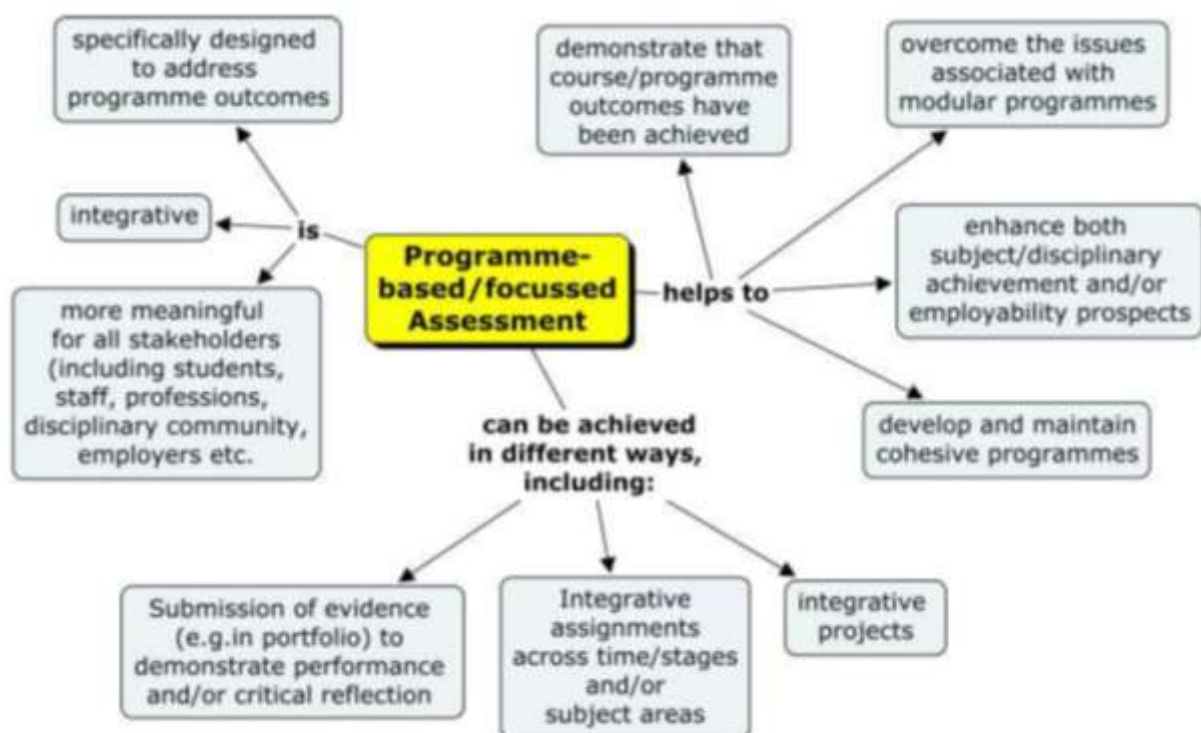 specifically designed
to address
programme outcomes
demonstrate that
course/programme
outcomes have
been achieved
overcome the issues
associated with
modular programmes
integrative
is
Programme-
based/focussed
Assessment
helps to
enhance both
subject/disciplinary
achievement and/or
employability prospects
more meaningful
for all stakeholders
(including students,
staff, professions,
disciplinary community,
employers etc.
can be achieved
in different ways,
including:
develop and maintain
cohesive programmes
Submission of evidence
(e.g.in portfolio) to
demonstrate performance
and/or critical reflection
Integrative
assignments
across time/stages
and/or
subject areas
integrative
projects